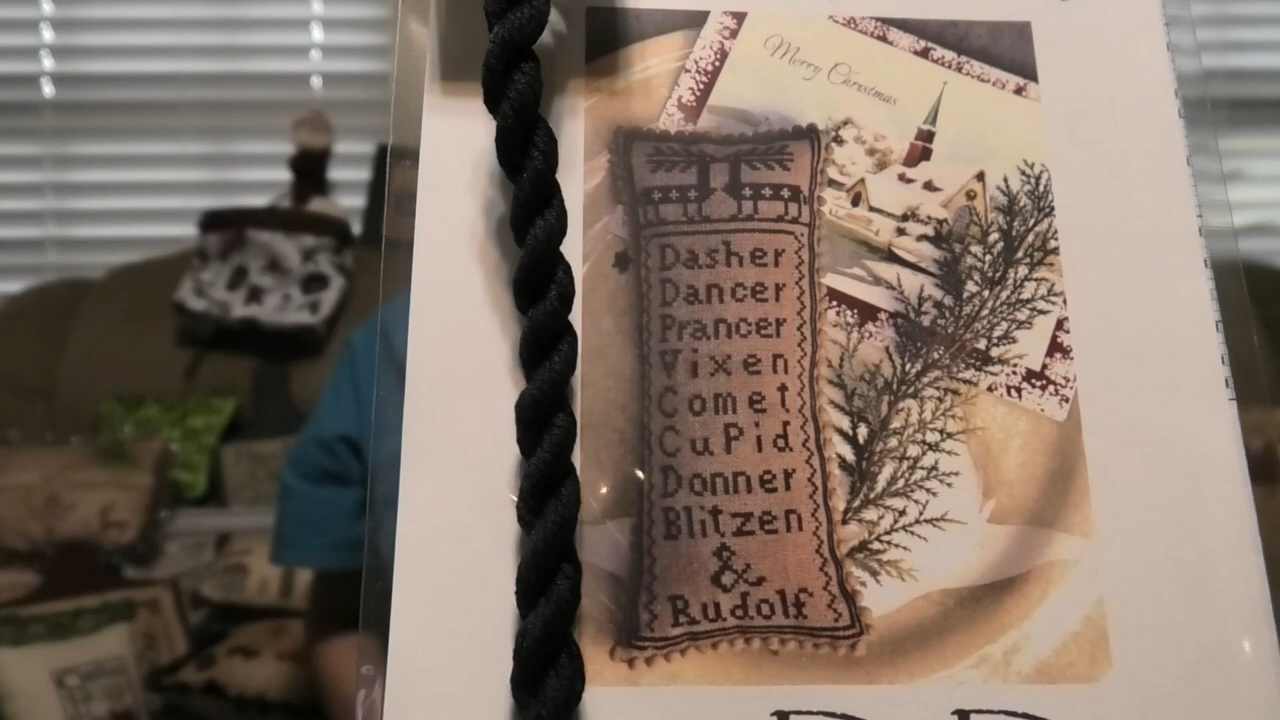 Merry Christmas
Dasher
Dancer
Prancer
Vixen
Comet
CuPid
Donner
Blitzen
&
Rudolf